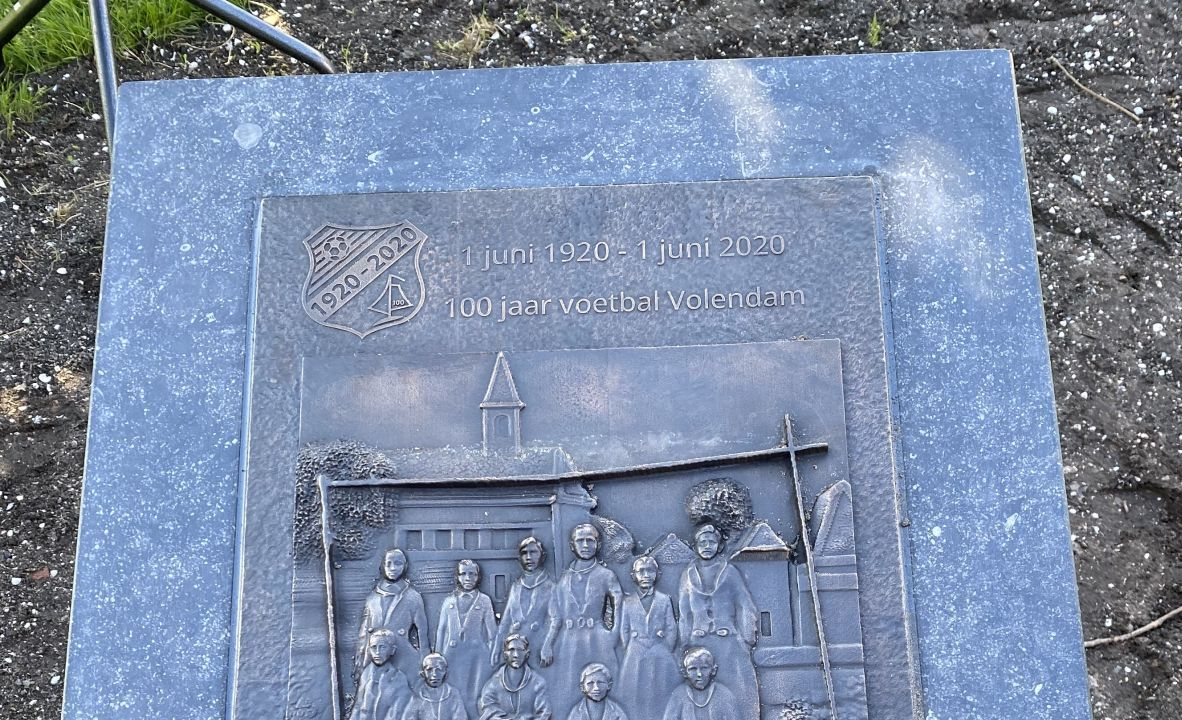 1920-2020
100
1 juni 1920 - 1 juni 2020
100 jaar voetbal Volendam